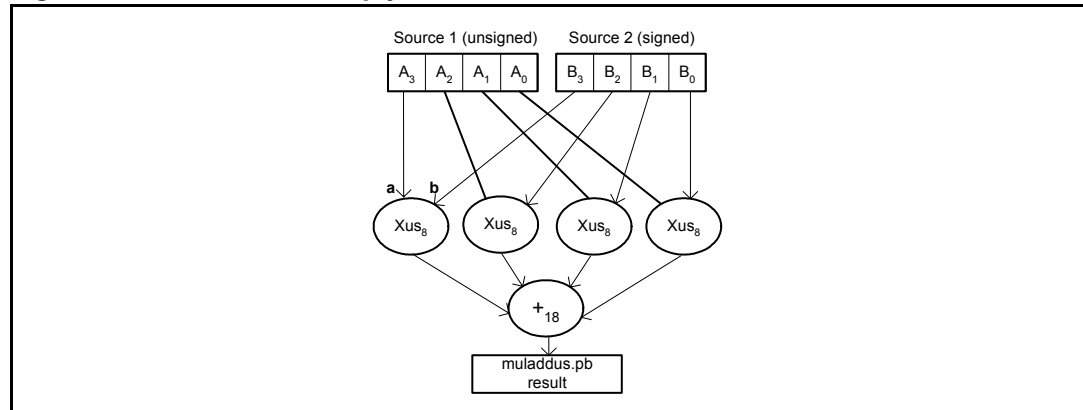 Source 1 (unsigned) Source 2 (signed)
A₃ A₂ A₁ A₀ B₃ B₂ B₁ B₀
a b
Xus₈ Xus₈ Xus₈ Xus₈
+₁₈
muladdus.pb
result